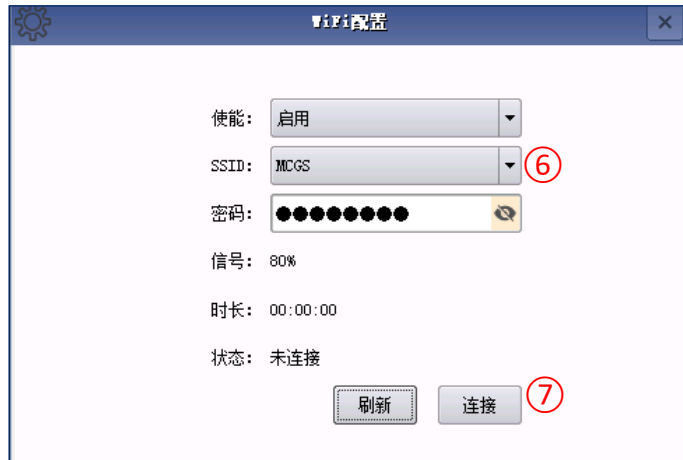 WiFi配置
使能： 启用
SSID： MCGS ⑥
密码： ●●●●●●●●
信号： 80%
时长： 00:00:00
状态： 未连接
刷新 连接 ⑦